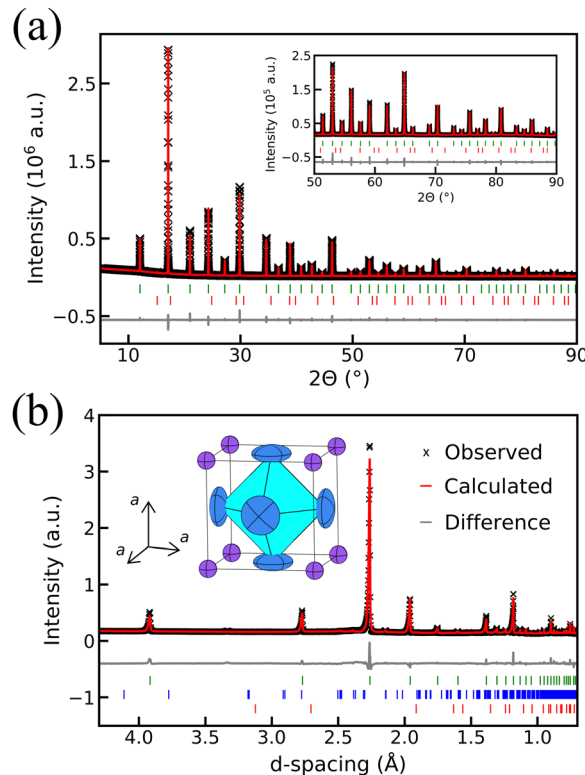 (a)
Intensity (10⁶ a.u.)
2.5
1.5
0.5
−0.5
10 30 50 70 90
2Θ (°)
Intensity (10⁵ a.u.)
2.5
1.5
0.5
−0.5
50 60 70 80 90
2Θ (°)
(b)
Intensity (a.u.)
4
3
2
1
0
−1
a
a
a
Observed
Calculated
Difference
4.0 3.5 3.0 2.5 2.0 1.5 1.0
d-spacing (Å)